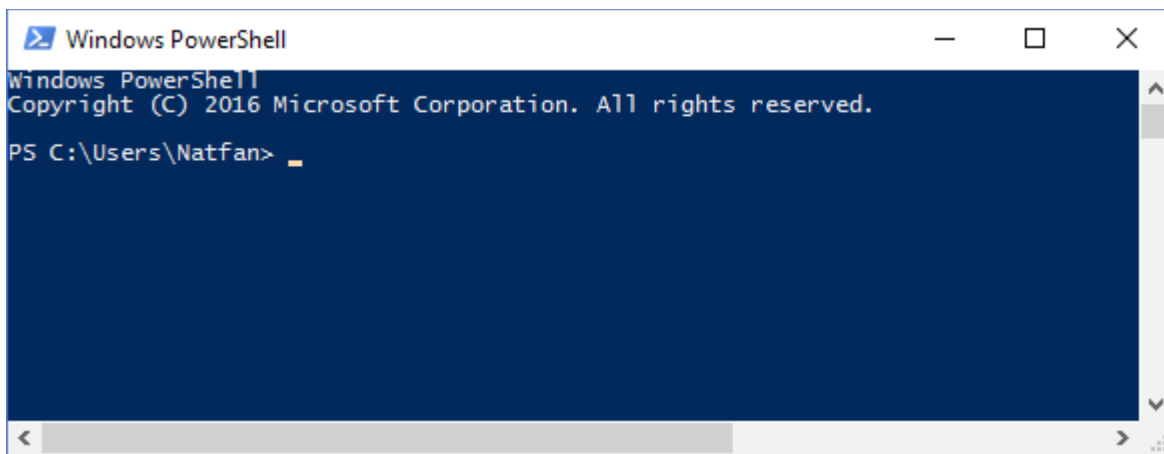 Windows PowerShell
Windows PowerShell
Copyright (C) 2016 Microsoft Corporation. All rights reserved.
PS C:\Users\Natfan>